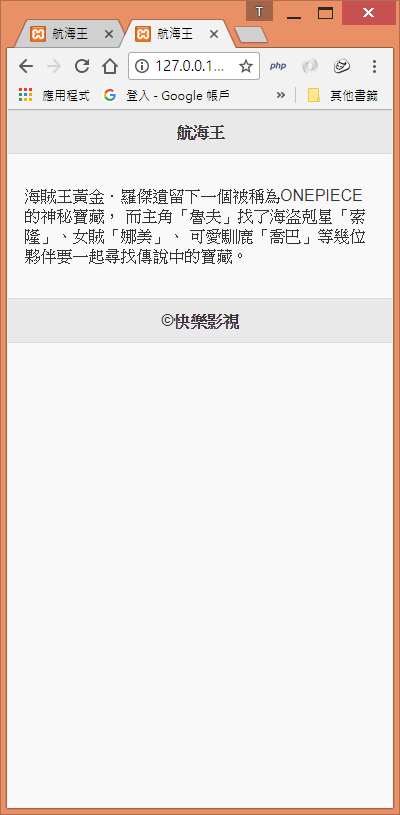 T
航海王
航海王
127.0.0.1...
php
應用程式
登入 - Google 帳戶
»
其他書籤
航海王
海賊王黃金．羅傑遺留下一個被稱為ONEPIECE
的神秘寶藏， 而主角「魯夫」找了海盜剋星「索
隆」、女賊「娜美」、 可愛馴鹿「喬巴」等幾位
夥伴要一起尋找傳說中的寶藏。
©快樂影視